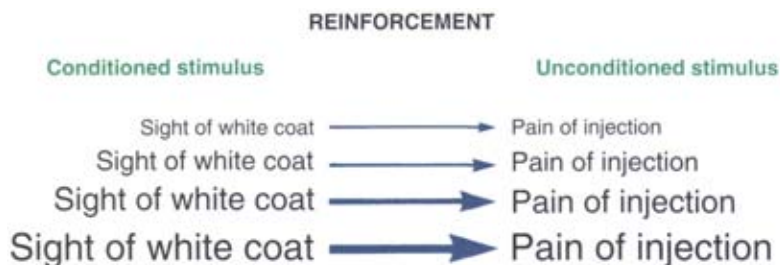 REINFORCEMENT
Conditioned stimulus Unconditioned stimulus
Sight of white coat Pain of injection
Sight of white coat Pain of injection
Sight of white coat Pain of injection
Sight of white coat Pain of injection